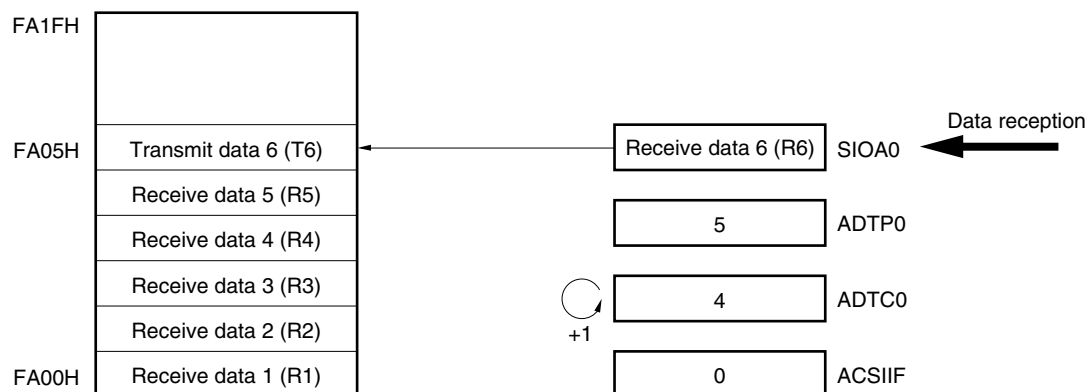 FA1FH
Data reception
FA05H
Transmit data 6 (T6)
Receive data 6 (R6)
SIOA0
Receive data 5 (R5)
Receive data 4 (R4)
5
ADTP0
Receive data 3 (R3)
4
ADTC0
+1
Receive data 2 (R2)
FA00H
Receive data 1 (R1)
0
ACSIIF